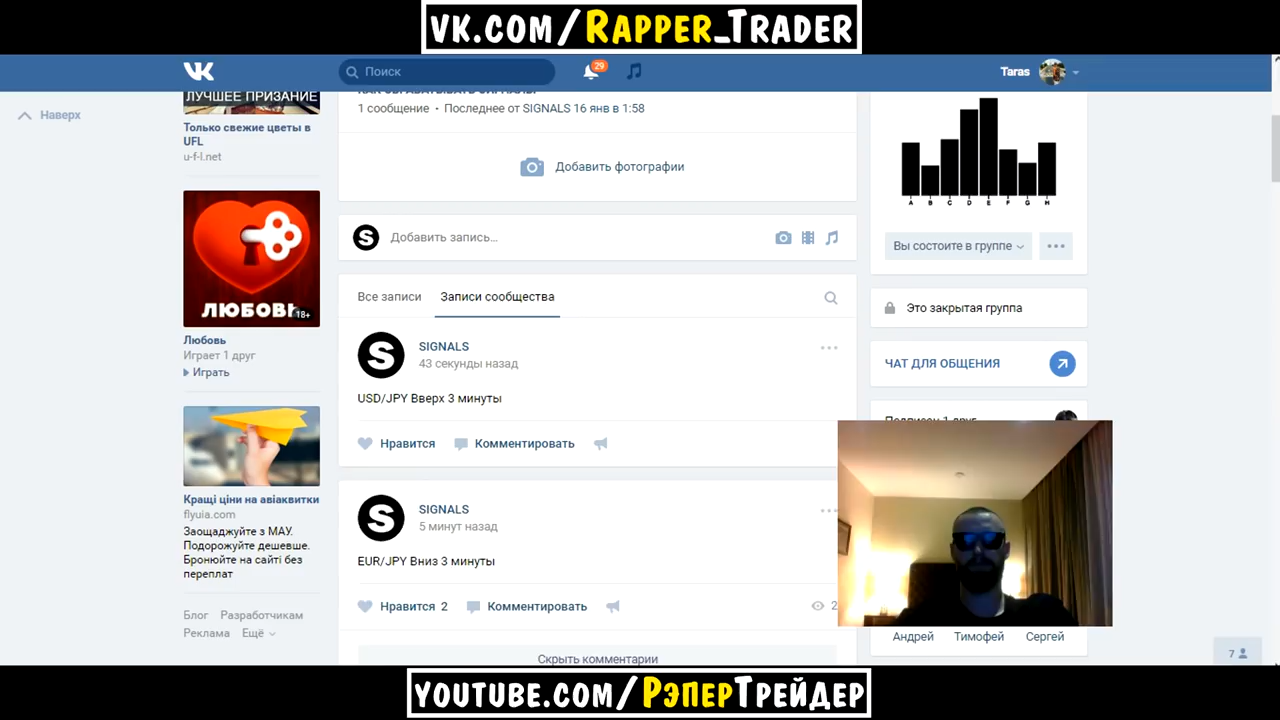 VK.COM/RAPPER_TRADER
Поиск
29
Taras
Наверх
ЛУЧШЕЕ ПРИЗАНИЕ
Только свежие цветы в
UFL
u-f-l.net
ЛЮБОВЬ
18+
Любовь
Играет 1 друг
Играть
Кращі ціни на авіаквитки
flyuia.com
Заощаджуйте з МАУ.
Подорожуйте дешевше.
Бронюйте на сайті без
переплат
Блог Разработчикам
Реклама Ещё
1 сообщение • Последнее от SIGNALS 16 янв в 1:58
Добавить фотографии
S
Добавить запись...
Все записи Записи сообщества
S
SIGNALS
43 секунды назад
USD/JPY Вверх 3 минуты
Нравится Комментировать
S
SIGNALS
5 минут назад
EUR/JPY Вниз 3 минуты
Нравится 2 Комментировать
2
Скрыть комментарии
A B C D E F G H
Вы состоите в группе
Это закрытая группа
ЧАТ ДЛЯ ОБЩЕНИЯ
1 друг
Андрей Тимофей Сергей
7
YOUTUBE.COM/РЭПЕРТРЕЙДЕР